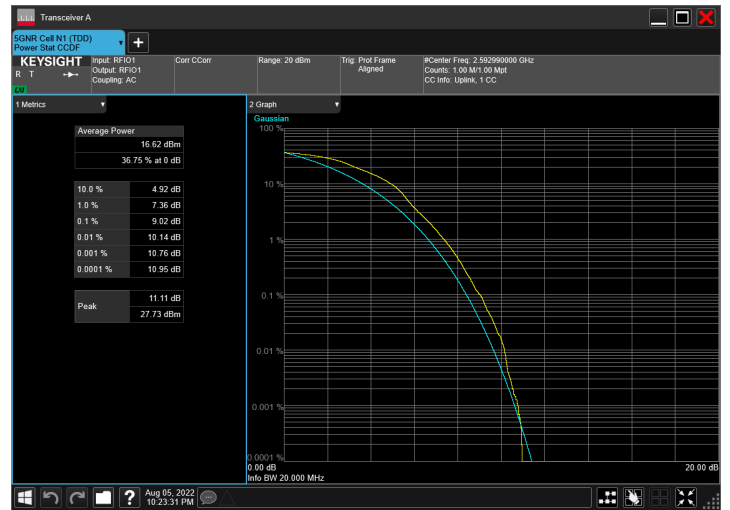 Transceiver A
5GNR Cell N1 (TDD)
Power Stat CCDF
KEYSIGHT
R T
LXI
Input: RFIO1
Output: RFIO1
Coupling: AC
Corr CCorr
Range: 20 dBm
Trig: Prot Frame
Aligned
#Center Freq: 2.592990000 GHz
Counts: 1.00 M/1.00 Mpt
CC Info: Uplink, 1 CC
1 Metrics
Average Power
16.62 dBm
36.75 % at 0 dB
10.0 % 4.92 dB
1.0 % 7.36 dB
0.1 % 9.02 dB
0.01 % 10.14 dB
0.001 % 10.76 dB
0.0001 % 10.95 dB
Peak
11.11 dB
27.73 dBm
2 Graph
Gaussian
100 %
10 %
1 %
0.1 %
0.01 %
0.001 %
0.0001 %
0.00 dB 20.00 dB
Info BW 20.000 MHz
?
Aug 05, 2022
10:23:31 PM